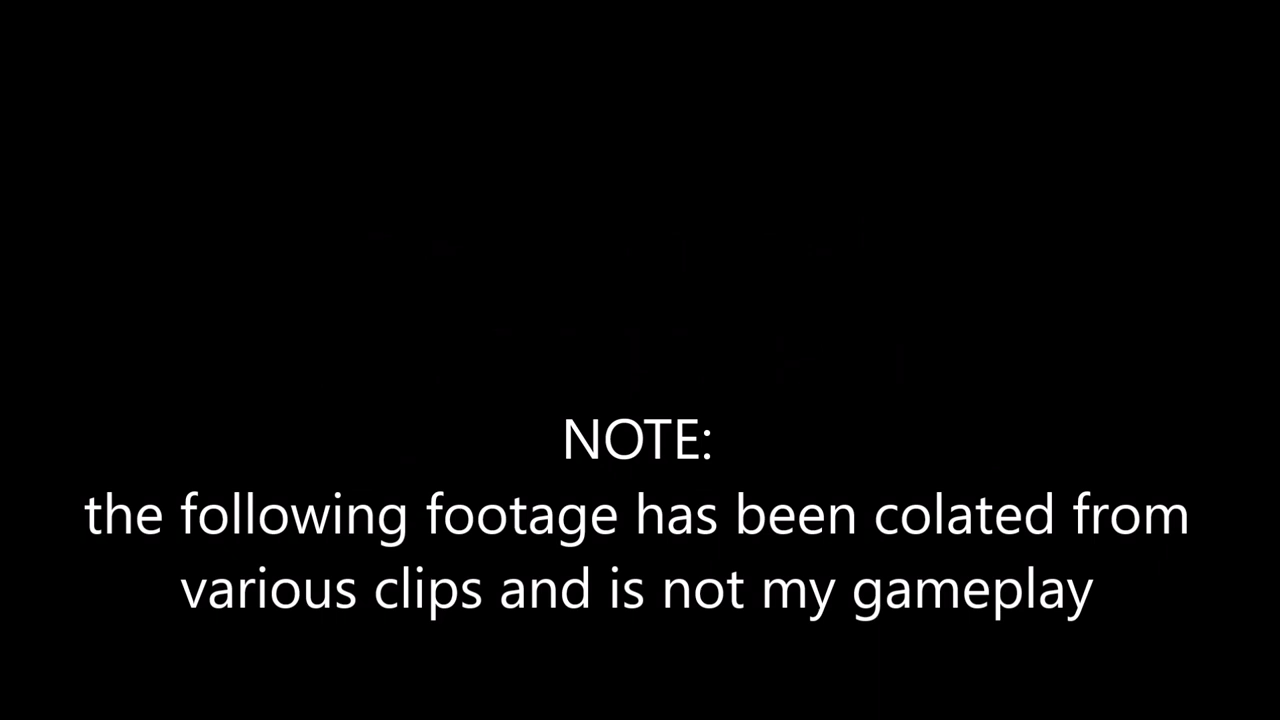 NOTE:
the following footage has been colated from
various clips and is not my gameplay